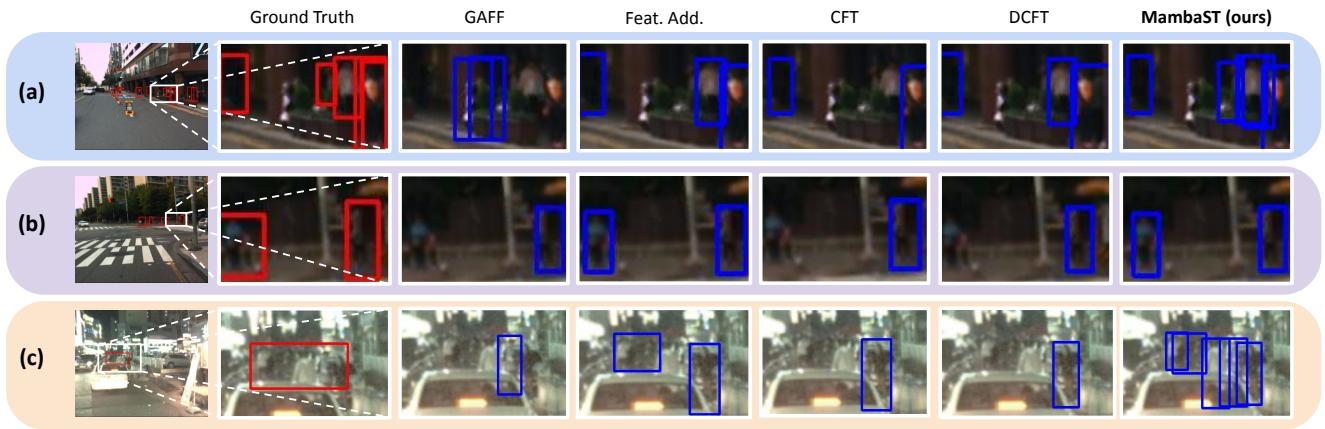 Ground Truth GAFF Feat. Add. CFT DCFT MambaST (ours)
(a)
(b)
(c)